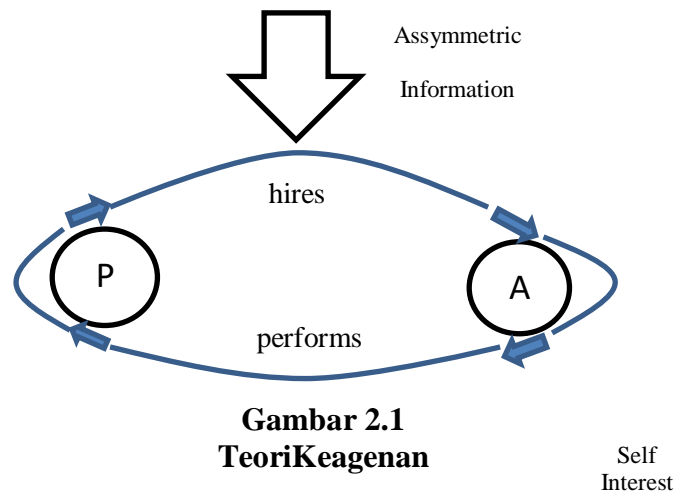 Assymmetric
Information
hires
P
A
performs
Gambar 2.1
TeoriKeagenan
Self
Interest